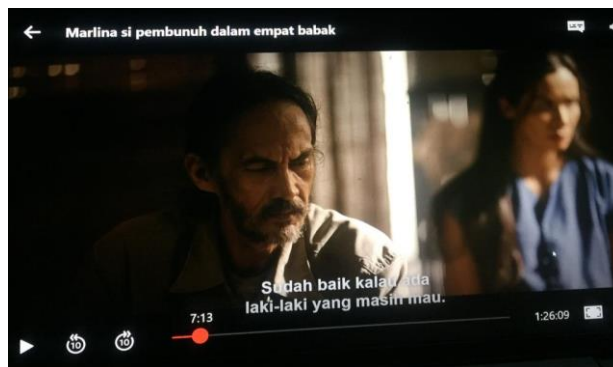 Marlina si pembunuh dalam empat babak
Sudah baik kalau ada
laki-laki yang masih mau.
7:13
1:26:09
10
10